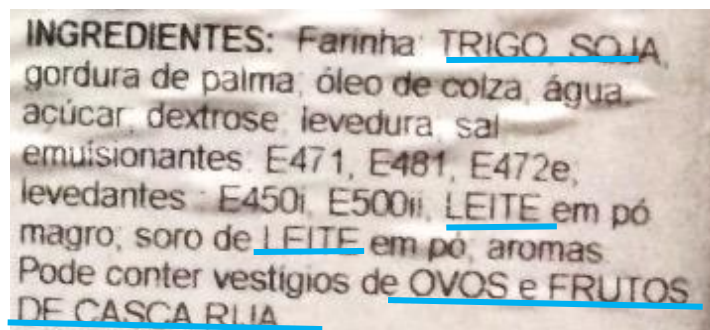 INGREDIENTES: Farinha: TRIGO, SOJA,
gordura de palma, óleo de colza, água,
açúcar, dextrose, levedura, sal
emulsionantes: E471, E481, E472e,
levedantes : E450i, E500ii, LEITE em pó
magro, soro de LEITE em pó, aromas.
Pode conter vestígios de OVOS e FRUTOS
DE CASCA RIJA